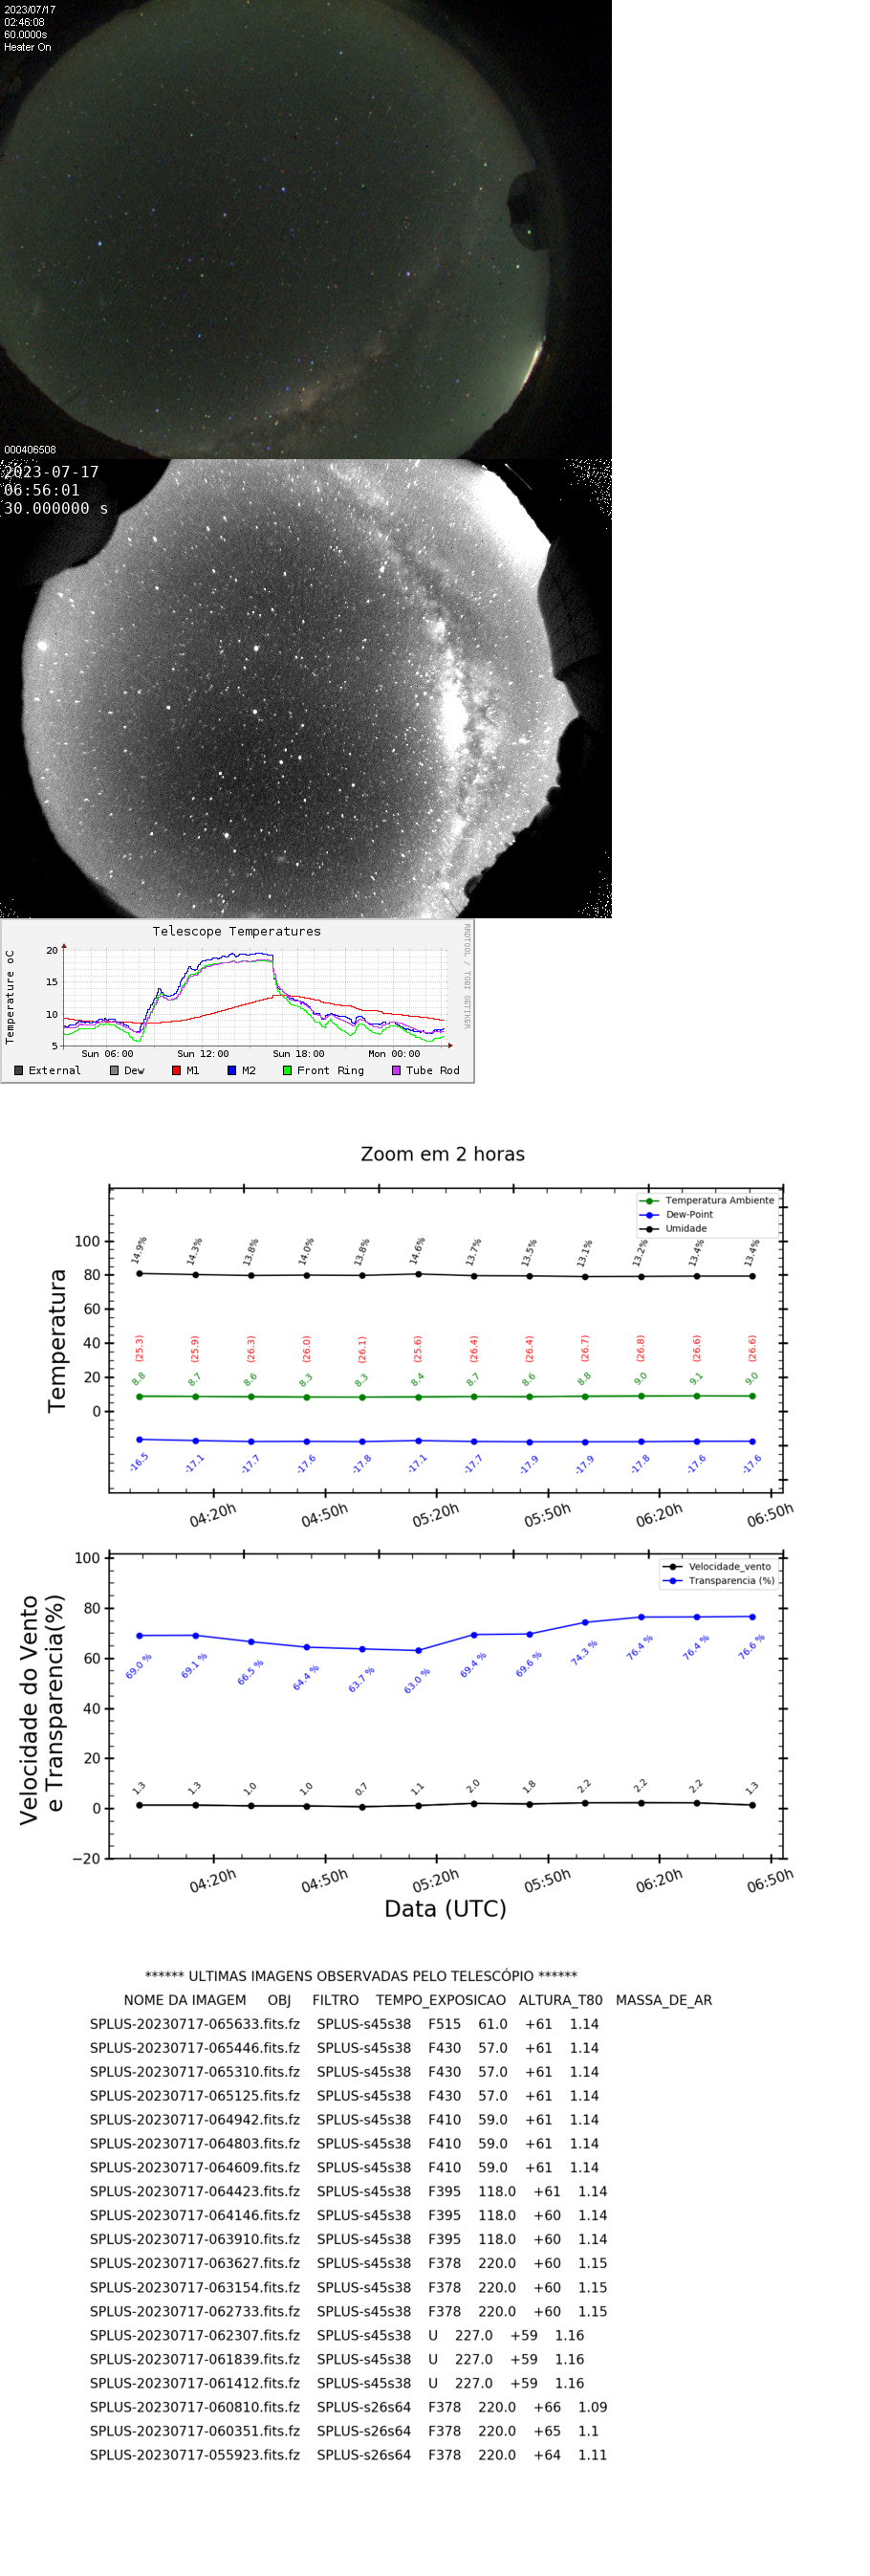 2023/07/17
02:46:08
60.0000s
Heater On
000406508
2023-07-17
06:56:01
30.000000 s
Telescope Temperatures
RRDTOOL / TOBI OETIKER
Temperature oC
20
15
10
5
Sun 06:00 Sun 12:00 Sun 18:00 Mon 00:00
External Dew M1 M2 Front Ring Tube Rod
Zoom em 2 horas
Temperatura Ambiente
Dew-Point
Umidade
Temperatura
100
80
60
40
20
0
14.9% 14.3% 13.8% 14.0% 13.8% 14.6% 13.7% 13.5% 13.1% 13.2% 13.4% 13.4%
(25.3) (25.9) (26.3) (26.0) (26.1) (25.6) (26.4) (26.4) (26.7) (26.8) (26.6) (26.6)
8.8 8.7 8.6 8.3 8.3 8.4 8.7 8.6 8.8 9.0 9.1 9.0
-16.5 -17.1 -17.7 -17.6 -17.8 -17.1 -17.7 -17.9 -17.9 -17.8 -17.6 -17.6
04:20h 04:50h 05:20h 05:50h 06:20h 06:50h
Velocidade_vento
Transparencia (%)
Velocidade do Vento
e Transparencia(%)
100
80
60
40
20
0
−20
69.0 % 69.1 % 66.5 % 64.4 % 63.7 % 63.0 % 69.4 % 69.6 % 74.3 % 76.4 % 76.4 % 76.6 %
1.3 1.3 1.0 1.0 0.7 1.1 2.0 1.8 2.2 2.2 2.2 1.3
04:20h 04:50h 05:20h 05:50h 06:20h 06:50h
Data (UTC)
****** ULTIMAS IMAGENS OBSERVADAS PELO TELESCÓPIO ******
NOME DA IMAGEM OBJ FILTRO TEMPO_EXPOSICAO ALTURA_T80 MASSA_DE_AR
SPLUS-20230717-065633.fits.fz SPLUS-s45s38 F515 61.0 +61 1.14
SPLUS-20230717-065446.fits.fz SPLUS-s45s38 F430 57.0 +61 1.14
SPLUS-20230717-065310.fits.fz SPLUS-s45s38 F430 57.0 +61 1.14
SPLUS-20230717-065125.fits.fz SPLUS-s45s38 F430 57.0 +61 1.14
SPLUS-20230717-064942.fits.fz SPLUS-s45s38 F410 59.0 +61 1.14
SPLUS-20230717-064803.fits.fz SPLUS-s45s38 F410 59.0 +61 1.14
SPLUS-20230717-064609.fits.fz SPLUS-s45s38 F410 59.0 +61 1.14
SPLUS-20230717-064423.fits.fz SPLUS-s45s38 F395 118.0 +61 1.14
SPLUS-20230717-064146.fits.fz SPLUS-s45s38 F395 118.0 +60 1.14
SPLUS-20230717-063910.fits.fz SPLUS-s45s38 F395 118.0 +60 1.14
SPLUS-20230717-063627.fits.fz SPLUS-s45s38 F378 220.0 +60 1.15
SPLUS-20230717-063154.fits.fz SPLUS-s45s38 F378 220.0 +60 1.15
SPLUS-20230717-062733.fits.fz SPLUS-s45s38 F378 220.0 +60 1.15
SPLUS-20230717-062307.fits.fz SPLUS-s45s38 U 227.0 +59 1.16
SPLUS-20230717-061839.fits.fz SPLUS-s45s38 U 227.0 +59 1.16
SPLUS-20230717-061412.fits.fz SPLUS-s45s38 U 227.0 +59 1.16
SPLUS-20230717-060810.fits.fz SPLUS-s26s64 F378 220.0 +66 1.09
SPLUS-20230717-060351.fits.fz SPLUS-s26s64 F378 220.0 +65 1.1
SPLUS-20230717-055923.fits.fz SPLUS-s26s64 F378 220.0 +64 1.11